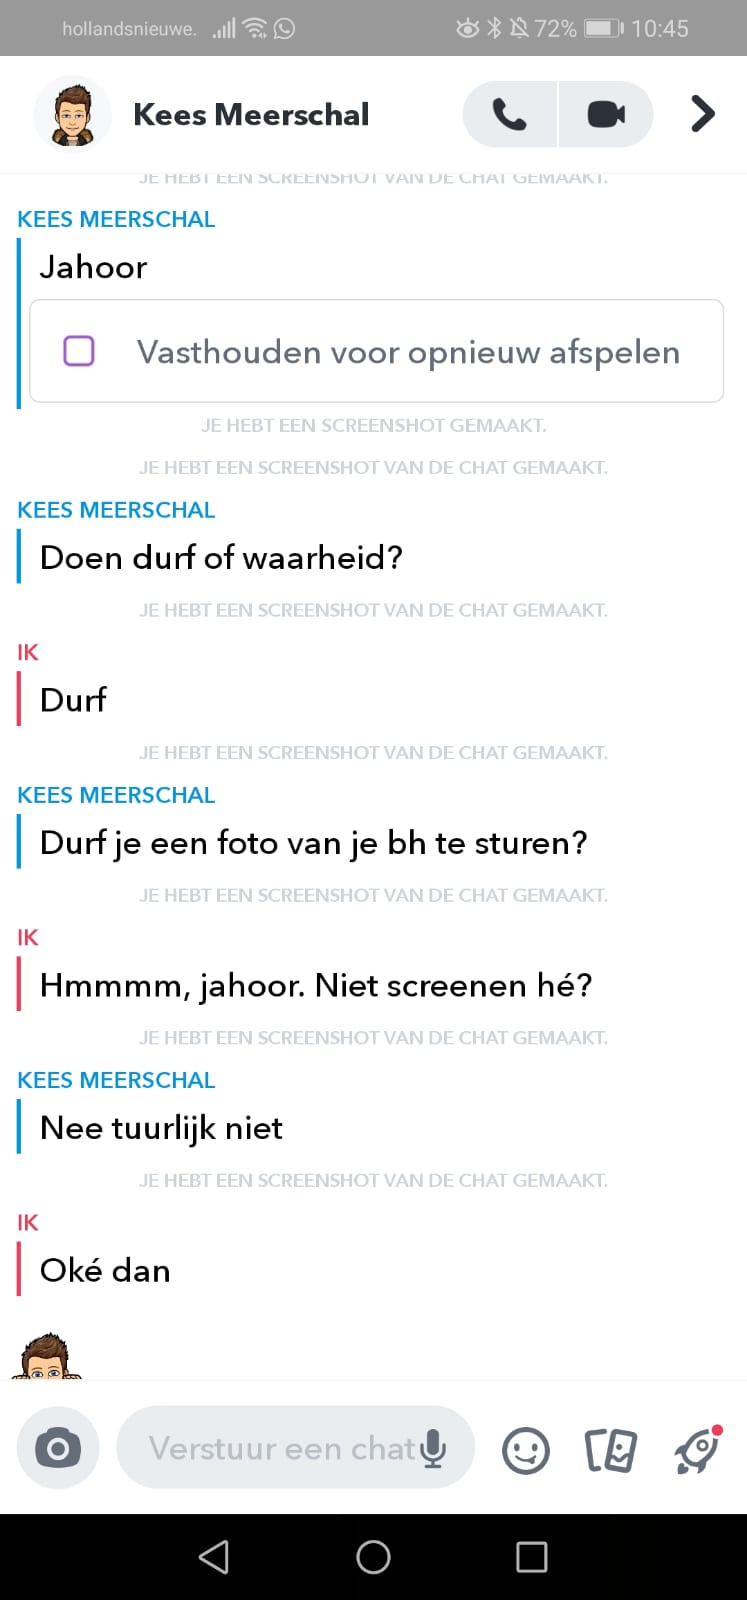 hollandsnieuwe.
72% 10:45
Kees Meerschal
JE HEBT EEN SCREENSHOT VAN DE CHAT GEMAAKT.
KEES MEERSCHAL
Jahoor
Vasthouden voor opnieuw afspelen
JE HEBT EEN SCREENSHOT GEMAAKT.
JE HEBT EEN SCREENSHOT VAN DE CHAT GEMAAKT.
KEES MEERSCHAL
Doen durf of waarheid?
JE HEBT EEN SCREENSHOT VAN DE CHAT GEMAAKT.
IK
Durf
JE HEBT EEN SCREENSHOT VAN DE CHAT GEMAAKT.
KEES MEERSCHAL
Durf je een foto van je bh te sturen?
JE HEBT EEN SCREENSHOT VAN DE CHAT GEMAAKT.
IK
Hmmmm, jahoor. Niet screenen hé?
JE HEBT EEN SCREENSHOT VAN DE CHAT GEMAAKT.
KEES MEERSCHAL
Nee tuurlijk niet
JE HEBT EEN SCREENSHOT VAN DE CHAT GEMAAKT.
IK
Oké dan
Verstuur een chat